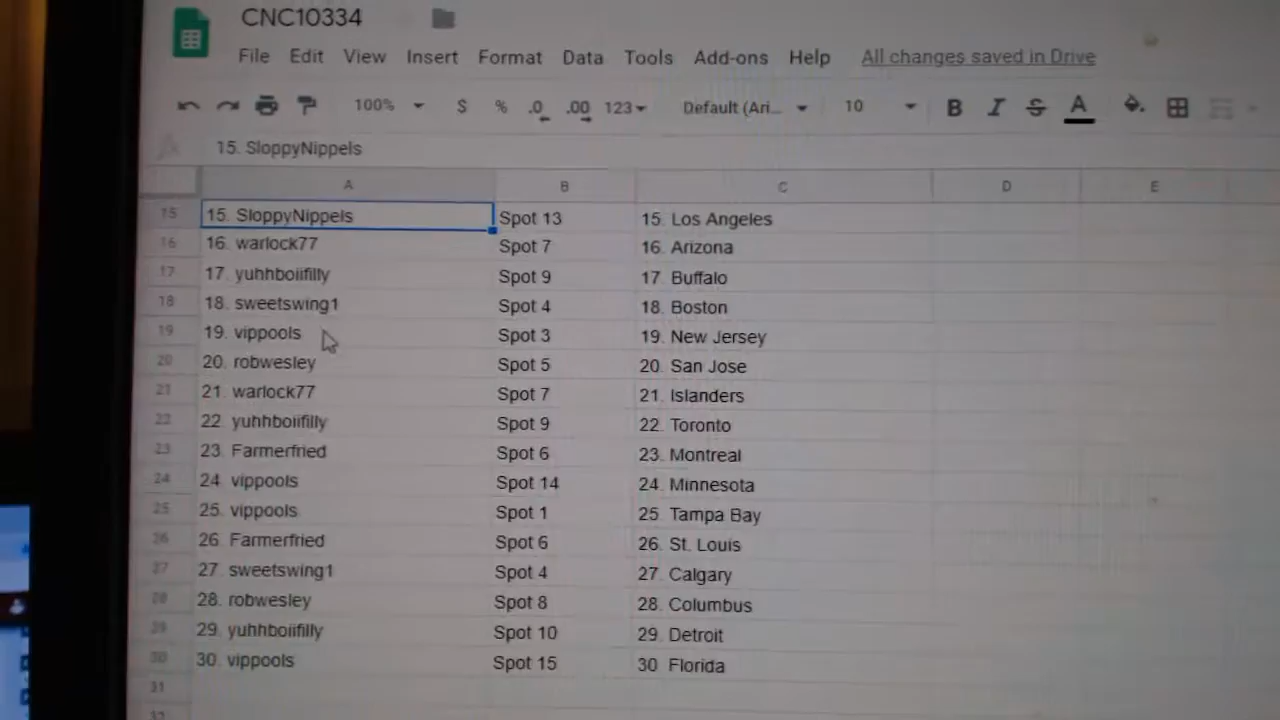 CNC10334
File Edit View Insert Format Data Tools Add-ons Help All changes saved in Drive
100% $ % .0 .00 123 Default (Ari... 10 B I S A
15. SloppyNippels
A B C D E
15 15. SloppyNippels Spot 13 15. Los Angeles
16 16. warlock77 Spot 7 16. Arizona
17 17. yuhhboiifilly Spot 9 17. Buffalo
18 18. sweetswing1 Spot 4 18. Boston
19 19. vippools Spot 3 19. New Jersey
20 20. robwesley Spot 5 20. San Jose
21 21. warlock77 Spot 7 21. Islanders
22 22. yuhhboiifilly Spot 9 22. Toronto
23 23. Farmerfried Spot 6 23. Montreal
24 24. vippools Spot 14 24. Minnesota
25 25. vippools Spot 1 25. Tampa Bay
26 26. Farmerfried Spot 6 26. St. Louis
27 27. sweetswing1 Spot 4 27. Calgary
28 28. robwesley Spot 8 28. Columbus
29 29. yuhhboiifilly Spot 10 29. Detroit
30 30. vippools Spot 15 30 Florida
31
32